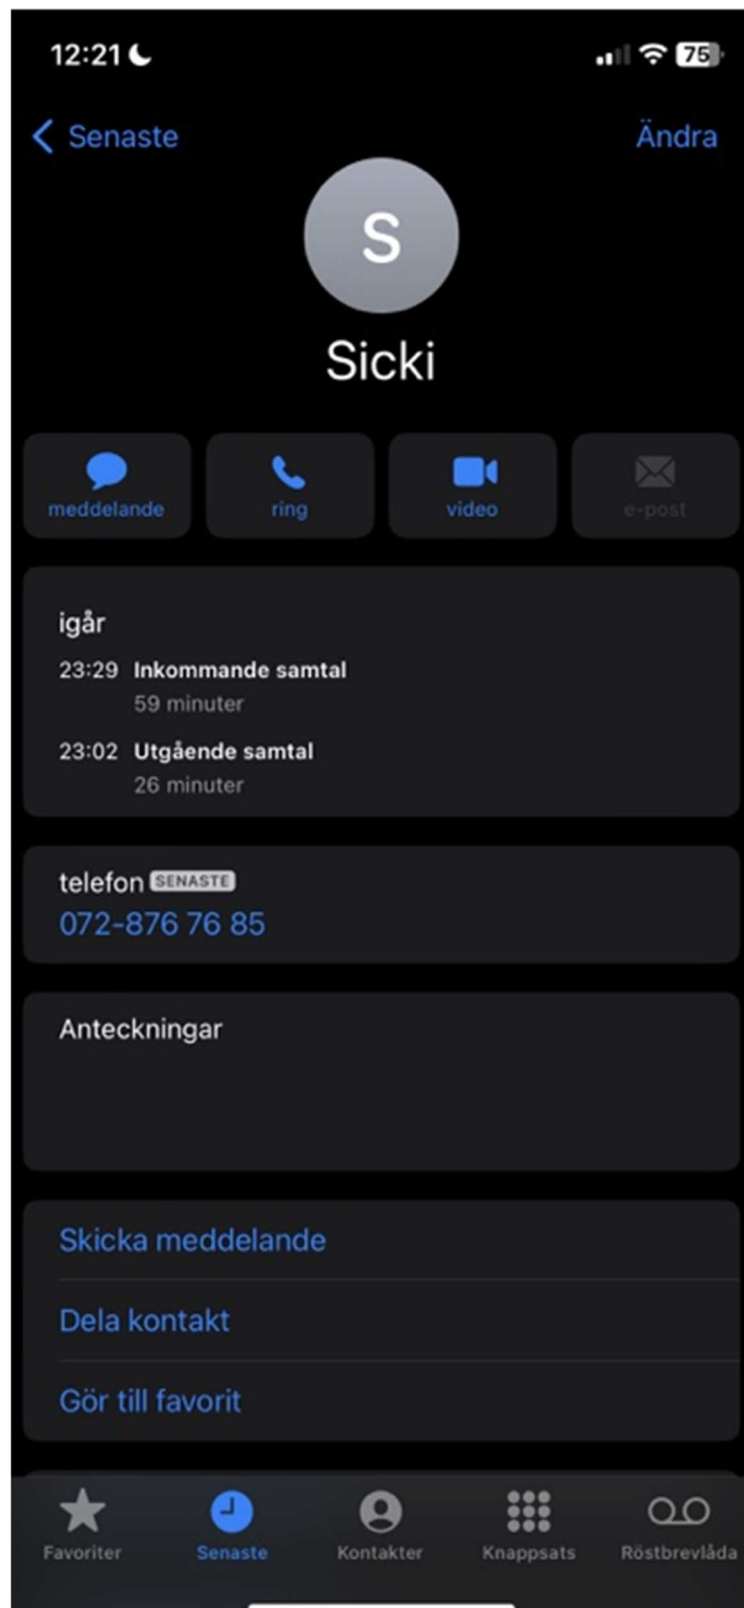 12:21
75
Senaste
Ändra
S
Sicki
meddelande
ring
video
e-post
igår
23:29 Inkommande samtal
59 minuter
23:02 Utgående samtal
26 minuter
telefon SENASTE
072-876 76 85
Anteckningar
Skicka meddelande
Dela kontakt
Gör till favorit
Favoriter
Senaste
Kontakter
Knappsats
Röstbrevlåda